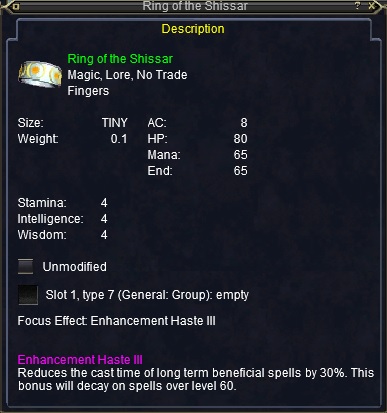 Ring of the Shissar
? X
Description
Ring of the Shissar
Magic, Lore, No Trade
Fingers
Size: TINY AC: 8
Weight: 0.1 HP: 80
Mana: 65
End: 65
Stamina: 4
Intelligence: 4
Wisdom: 4
Unmodified
Slot 1, type 7 (General: Group): empty
Focus Effect: Enhancement Haste III
Enhancement Haste III
Reduces the cast time of long term beneficial spells by 30%. This
bonus will decay on spells over level 60.